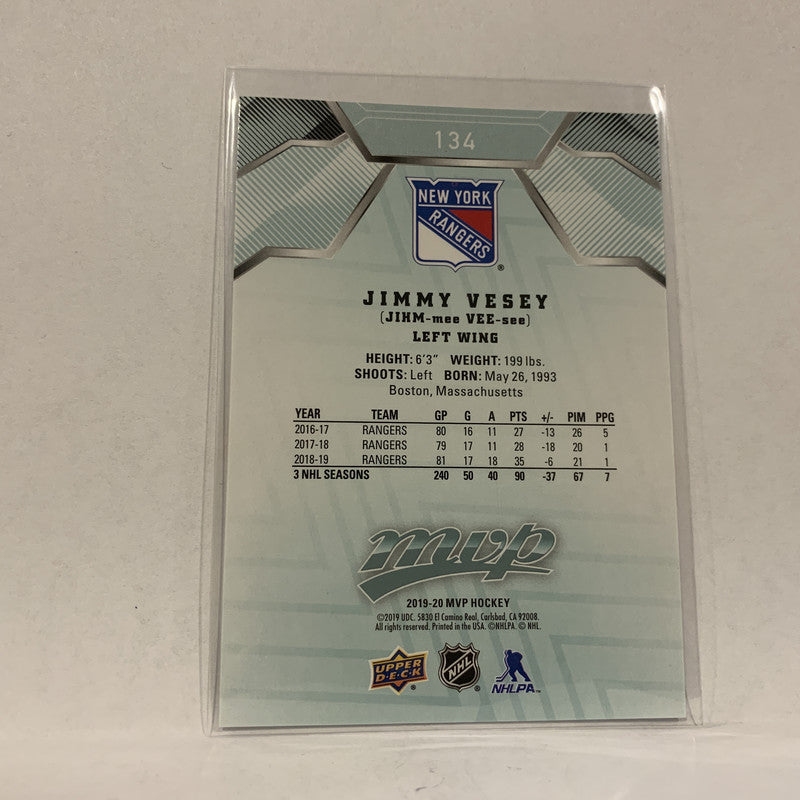 134
NEW YORK
RANGERS
®
JIMMY VESEY
(JIHM-mee VEE-see)
LEFT WING
HEIGHT: 6'3" WEIGHT: 199 lbs.
SHOOTS: Left BORN: May 26, 1993
Boston, Massachusetts
YEAR TEAM GP G A PTS +/- PIM PPG
2016-17 RANGERS 80 16 11 27 -13 26 5
2017-18 RANGERS 79 17 11 28 -18 20 1
2018-19 RANGERS 81 17 18 35 -6 21 1
3 NHL SEASONS 240 50 40 90 -37 67 7
mvp
2019-20 MVP HOCKEY
©2019 UDC. 5830 El Camino Real, Carlsbad, CA 92008.
All rights reserved. Printed in the USA. ©NHLPA. © NHL.
UPPER
D·E·C·K
®
NHL
®
NHLPA™